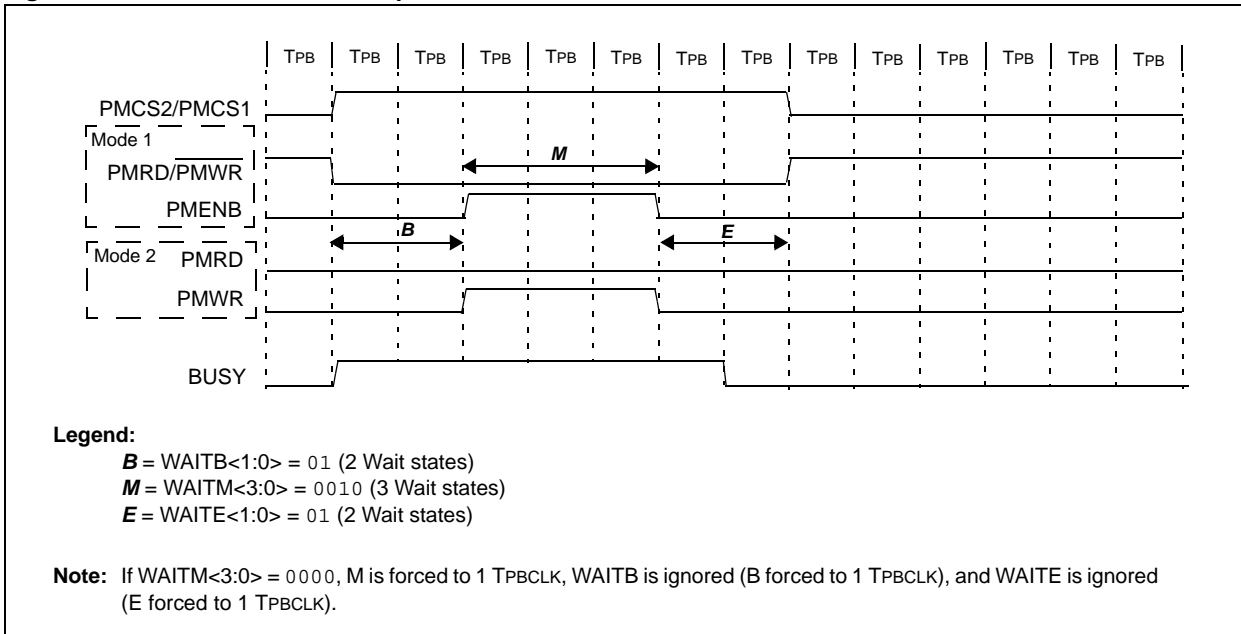 TPB TPB TPB TPB TPB TPB TPB TPB TPB TPB TPB TPB TPB TPB
PMCS2/PMCS1
Mode 1
PMRD/PMWR
M
PMENB
B
E
Mode 2
PMRD
PMWR
BUSY
Legend:
B = WAITB<1:0> = 01 (2 Wait states)
M = WAITM<3:0> = 0010 (3 Wait states)
E = WAITE<1:0> = 01 (2 Wait states)
Note: If WAITM<3:0> = 0000, M is forced to 1 TPBCLK, WAITB is ignored (B forced to 1 TPBCLK), and WAITE is ignored
(E forced to 1 TPBCLK).